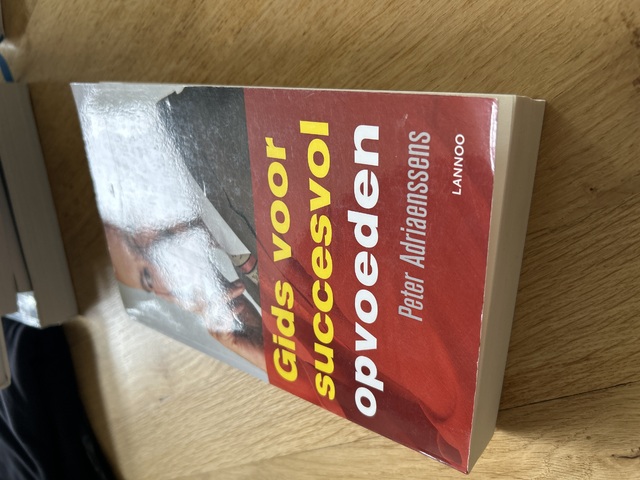 Gids voor
succesvol
opvoeden
Peter Adriaenssens
LANNOO